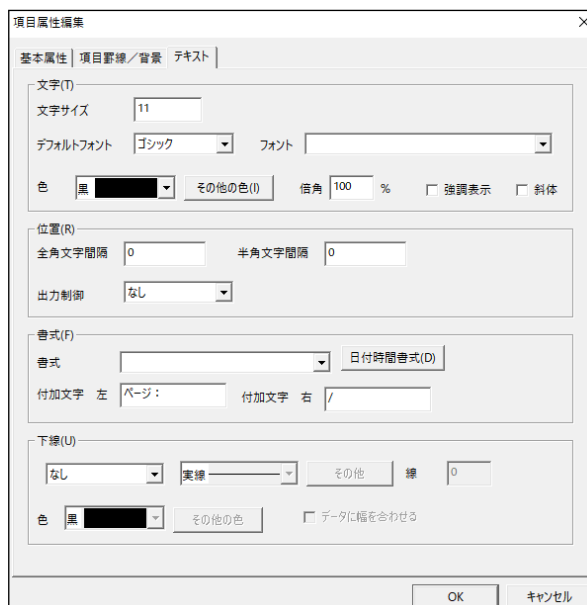 項目属性編集
基本属性 項目罫線／背景 テキスト
文字(T)
文字サイズ 11
デフォルトフォント ゴシック フォント
色 黒 その他の色(I) 倍角 100 % 強調表示 斜体
位置(R)
全角文字間隔 0 半角文字間隔 0
出力制御 なし
書式(F)
書式 日付時間書式(D)
付加文字 左 ページ： 付加文字 右 /
下線(U)
なし 実線 その他 線 0
色 黒 その他の色 データに幅を合わせる
OK キャンセル